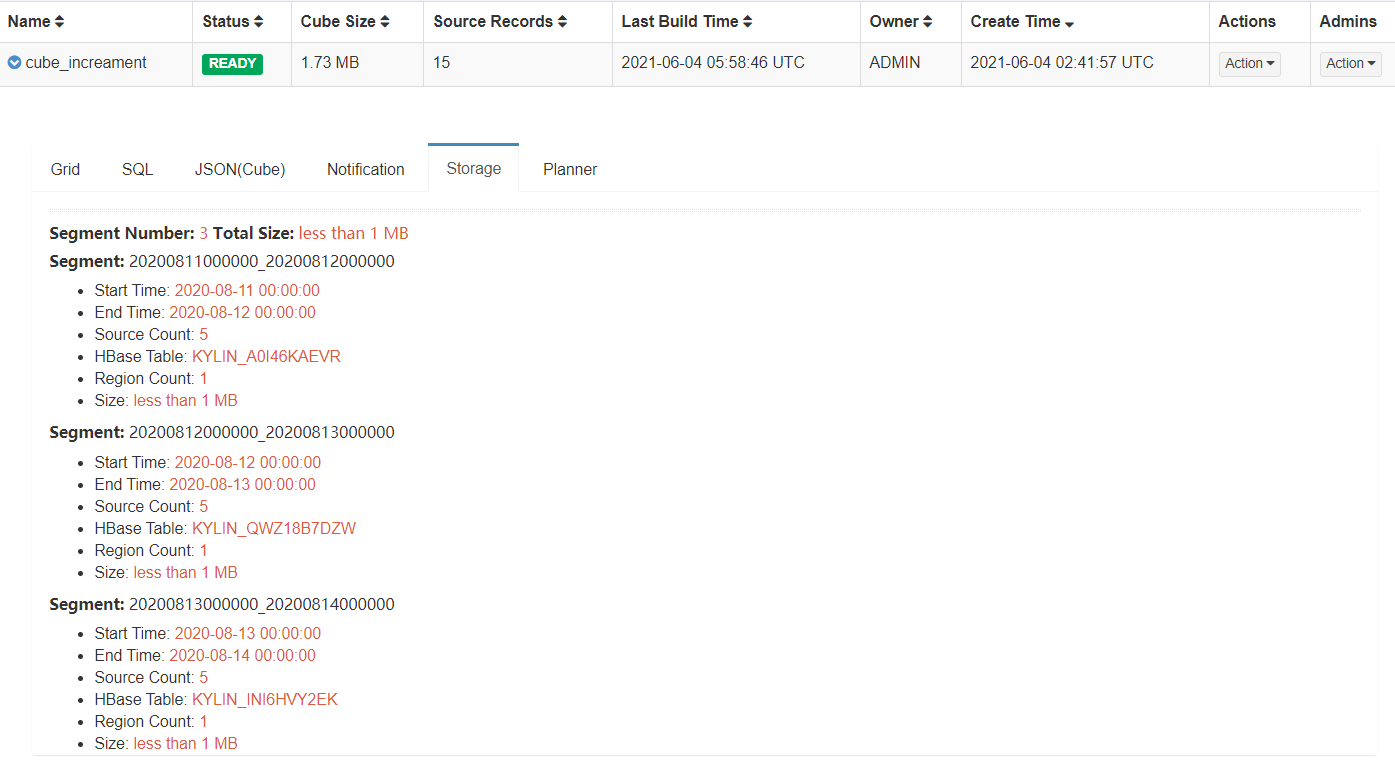 Name Status Cube Size Source Records Last Build Time Owner Create Time Actions Admins
cube_increament READY 1.73 MB 15 2021-06-04 05:58:46 UTC ADMIN 2021-06-04 02:41:57 UTC Action Action
Grid SQL JSON(Cube) Notification Storage Planner
Segment Number: 3 Total Size: less than 1 MB
Segment: 20200811000000_20200812000000
• Start Time: 2020-08-11 00:00:00
• End Time: 2020-08-12 00:00:00
• Source Count: 5
• HBase Table: KYLIN_A0I46KAEVR
• Region Count: 1
• Size: less than 1 MB
Segment: 20200812000000_20200813000000
• Start Time: 2020-08-12 00:00:00
• End Time: 2020-08-13 00:00:00
• Source Count: 5
• HBase Table: KYLIN_QWZ18B7DZW
• Region Count: 1
• Size: less than 1 MB
Segment: 20200813000000_20200814000000
• Start Time: 2020-08-13 00:00:00
• End Time: 2020-08-14 00:00:00
• Source Count: 5
• HBase Table: KYLIN_INI6HVY2EK
• Region Count: 1
• Size: less than 1 MB